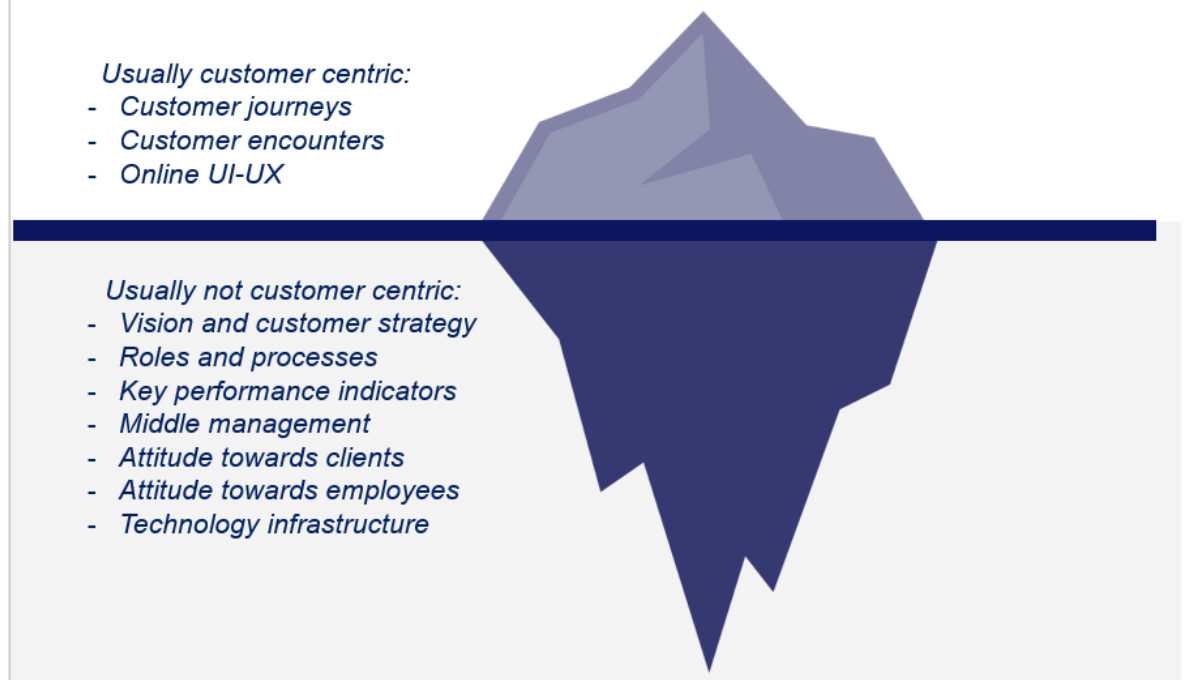 Usually customer centric:
- Customer journeys
- Customer encounters
- Online UI-UX
Usually not customer centric:
- Vision and customer strategy
- Roles and processes
- Key performance indicators
- Middle management
- Attitude towards clients
- Attitude towards employees
- Technology infrastructure